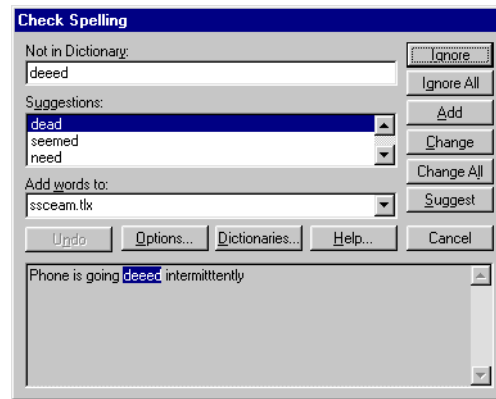 Check Spelling
Not in Dictionary:
deeed
Ignore
Ignore All
Suggestions:
dead
seemed
need
Add
Change
Change All
Add words to:
ssceam.tlx
Suggest
Undo
Options...
Dictionaries...
Help...
Cancel
Phone is going deeed intermitttently